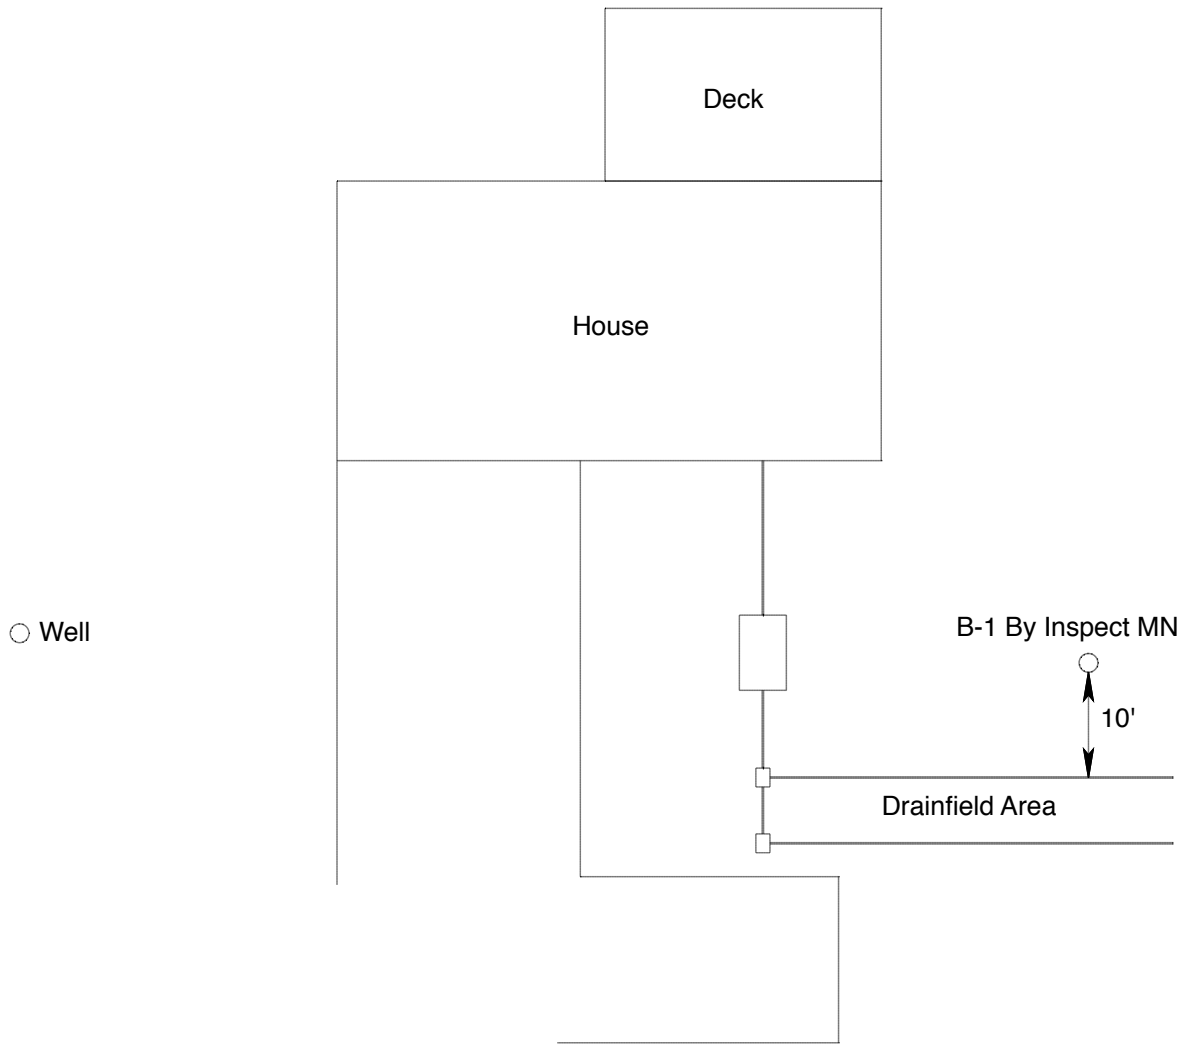 Deck
House
Well
B-1 By Inspect MN
10'
Drainfield Area